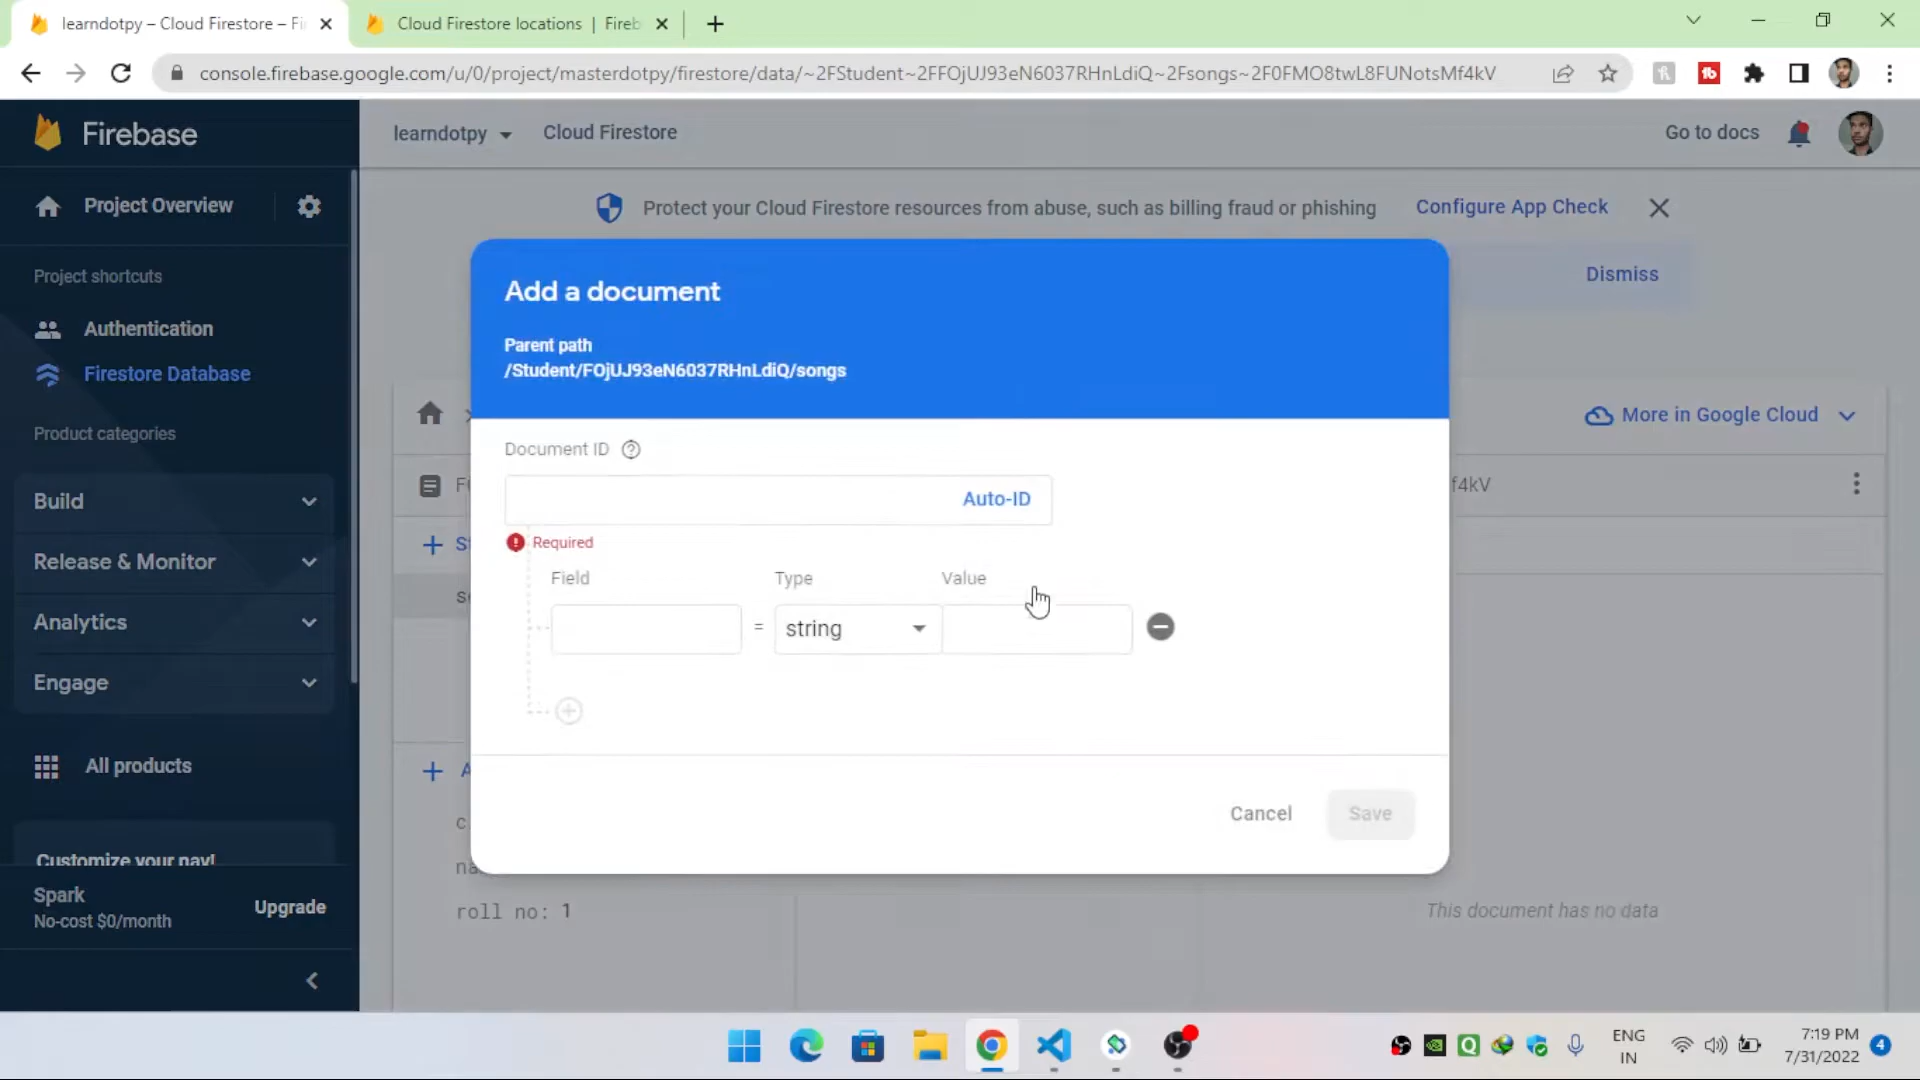 learndotpy – Cloud Firestore – Fi
Cloud Firestore locations | Fireb
console.firebase.google.com/u/0/project/masterdotpy/firestore/data/~2FStudent~2FFOjUJ93eN6037RHnLdiQ~2Fsongs~2F0FMO8twL8FUNotsMf4kV
Firebase
learndotpy
Cloud Firestore
Go to docs
Project Overview
Protect your Cloud Firestore resources from abuse, such as billing fraud or phishing
Configure App Check
Dismiss
Project shortcuts
Authentication
Firestore Database
Product categories
Build
Release & Monitor
Analytics
Engage
All products
Customize your nav!
Spark
No-cost $0/month
Upgrade
Add a document
Parent path
/Student/FOjUJ93eN6037RHnLdiQ/songs
More in Google Cloud
Document ID
Auto-ID
f4kV
Required
Field
Type
Value
=
string
Cancel
Save
roll no: 1
This document has no data
ENG
IN
7:19 PM
7/31/2022
4